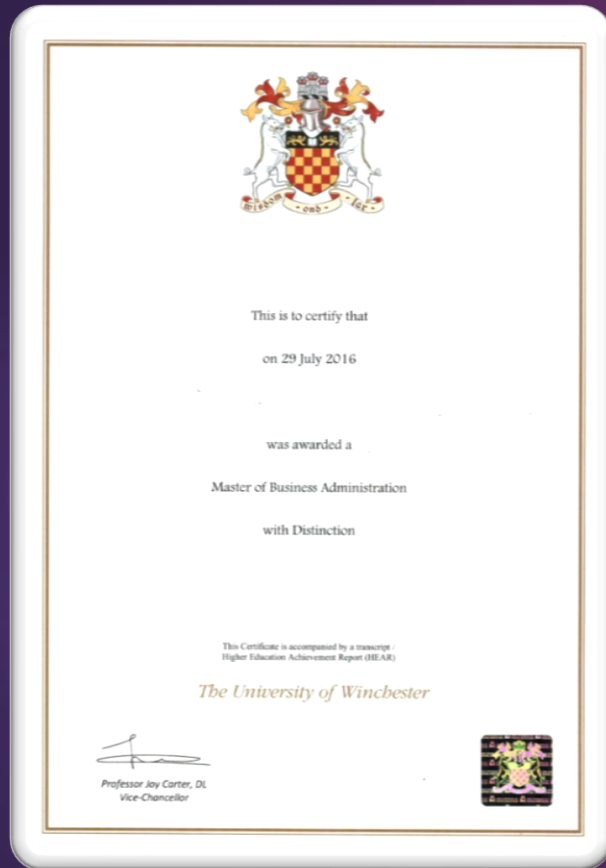 wisdom · ond · lar ·
This is to certify that
on 29 July 2016
was awarded a
Master of Business Administration
with Distinction
This Certificate is accompanied by a transcript /
Higher Education Achievement Report (HEAR)
The University of Winchester
Professor Joy Carter, DL
Vice-Chancellor